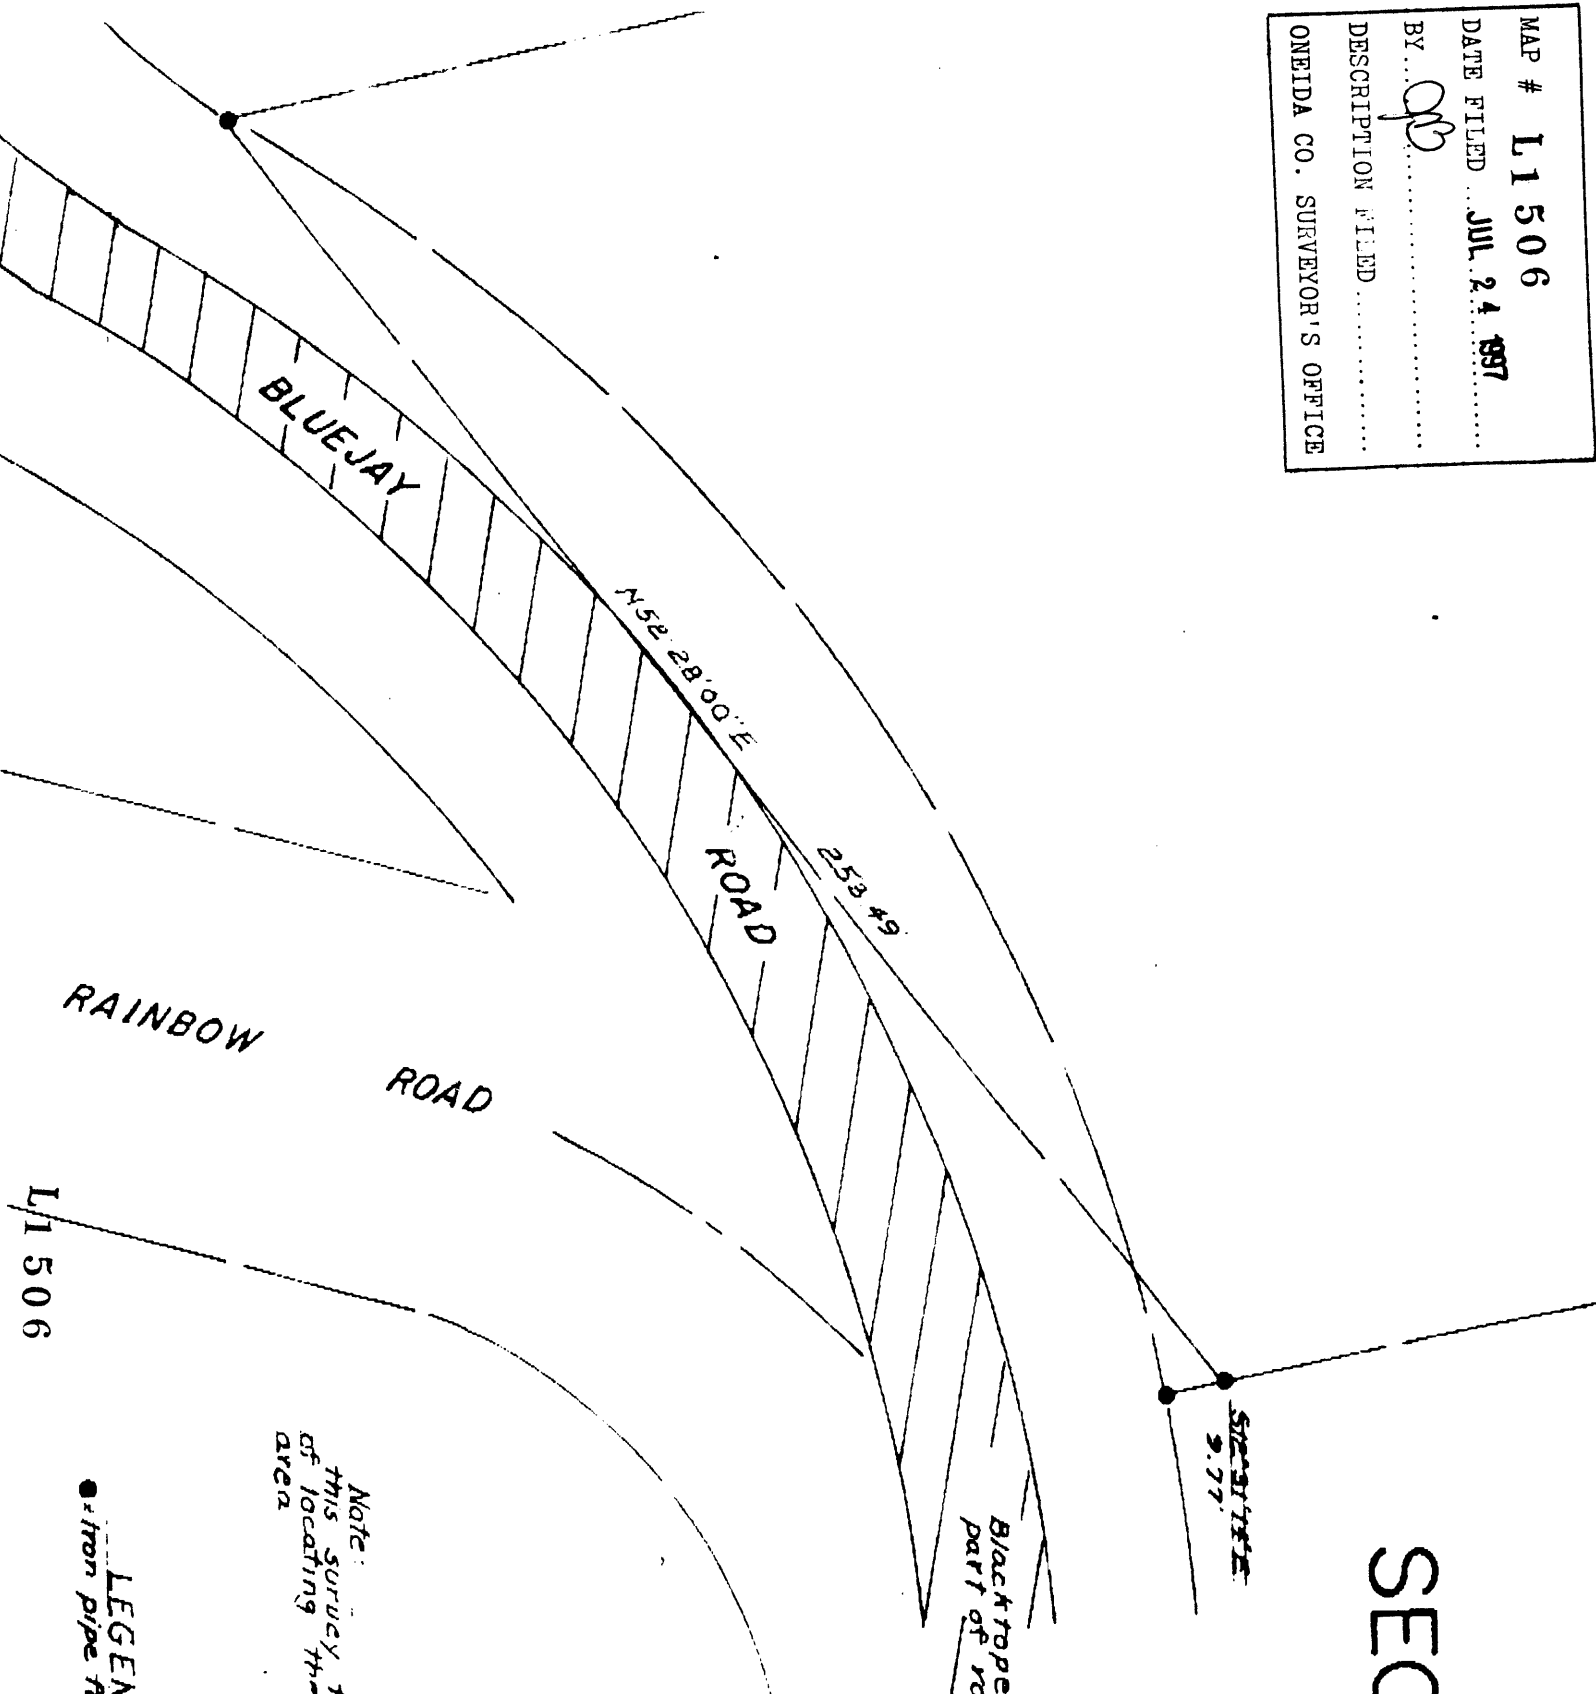 MAP # L1506
DATE FILED JUL 24 1997
BY
DESCRIPTION FILED
ONEIDA CO. SURVEYOR'S OFFICE
BLUEJAY
ROAD
N52 28'00"E
253.49
RAINBOW
ROAD
L1506
9.77'
SEC
Blacktope
part of ro
Note:
this survey
of locating
area
LEGEN
iron pipe